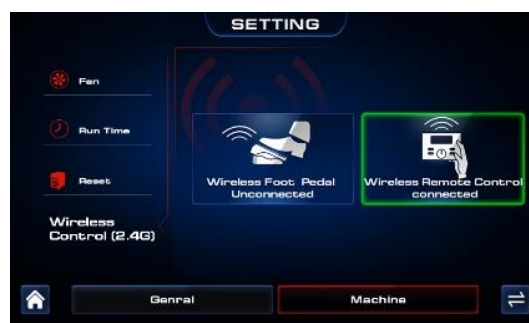 SETTING
Fan
Run Time
Reset
Wireless
Control (2.4G)
Wireless Foot Pedal
Unconnected
Wireless Remote Control
connected
Genral
Machine